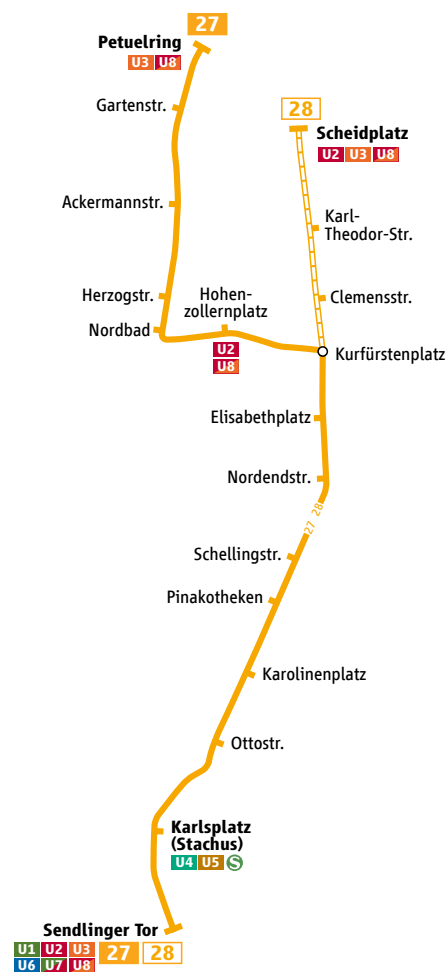 27
Petuelring
U3 U8
Gartenstr.
28
Scheidplatz
U2 U3 U8
Ackermannstr.
Karl-
Theodor-Str.
Herzogstr.
Hohen-
zollernplatz
Clemensstr.
Nordbad
U2
U8
Kurfürstenplatz
Elisabethplatz
Nordendstr.
27 28
Schellingstr.
Pinakotheken
Karolinenplatz
Ottostr.
Karlsplatz
(Stachus)
U4 U5 S
Sendlinger Tor
U1 U2 U3 27 28
U6 U7 U8